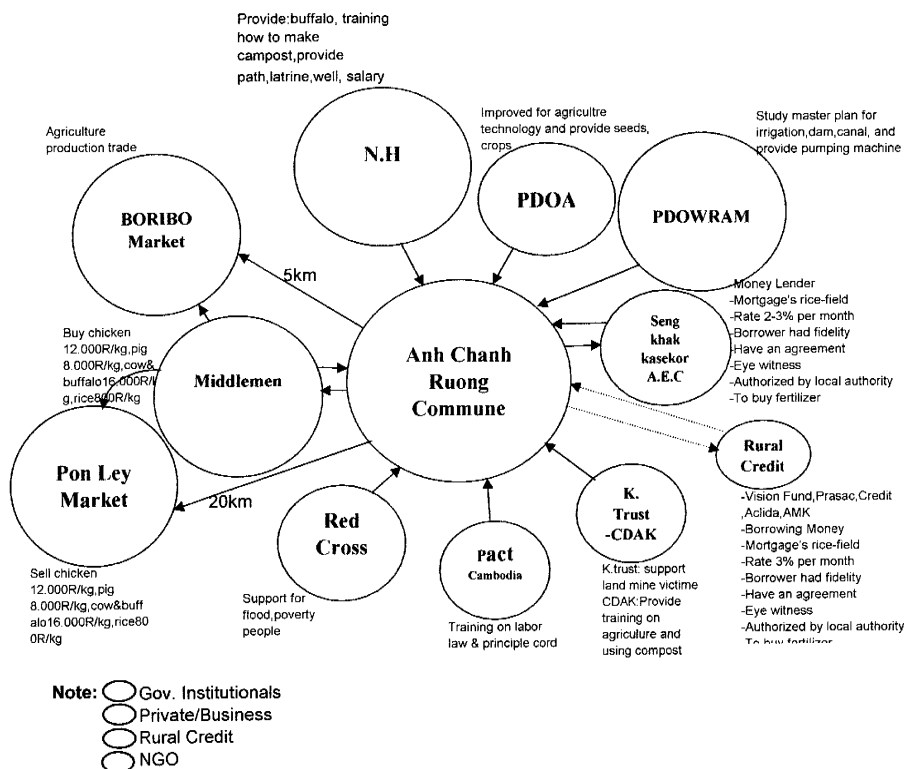 Provide:buffalo, training
how to make
campost,provide
path,latrine,well, salary
Improved for agricultre
technology and provide seeds,
crops
Study master plan for
irrigation,dam,canal, and
provide pumping machine
Agriculture
production trade
N.H
PDOA
PDOWRAM
BORIBO
Market
5km
Money Lender
-Mortgage's rice-field
-Rate 2-3% per month
-Borrower had fidelity
-Have an agreement
-Eye witness
-Authorized by local authority
-To buy fertilizer
Seng
khak
kasekor
A.E.C
Buy chicken
12.000R/kg,pig
8.000R/kg,cow&
buffalo16.000R/k
g,rice800R/kg
Middlemen
Anh Chanh
Ruong
Commune
Rural
Credit
Pon Ley
Market
20km
Red
Cross
Pact
Cambodia
K.
Trust
-CDAK
-Vision Fund,Prasac,Credit
,Aclida,AMK
-Borrowing Money
-Mortgage's rice-field
-Rate 3% per month
-Borrower had fidelity
-Have an agreement
-Eye witness
-Authorized by local authority
-To buy fertilizer
Sell chicken
12.000R/kg,pig
8.000R/kg,cow&buff
alo16.000R/kg,rice80
0R/kg
Support for
flood,poverty
people
Training on labor
law & principle cord
K.trust: support
land mine victime
CDAK:Provide
training on
agriculure and
using compost
Note:
Gov. Institutionals
Private/Business
Rural Credit
NGO